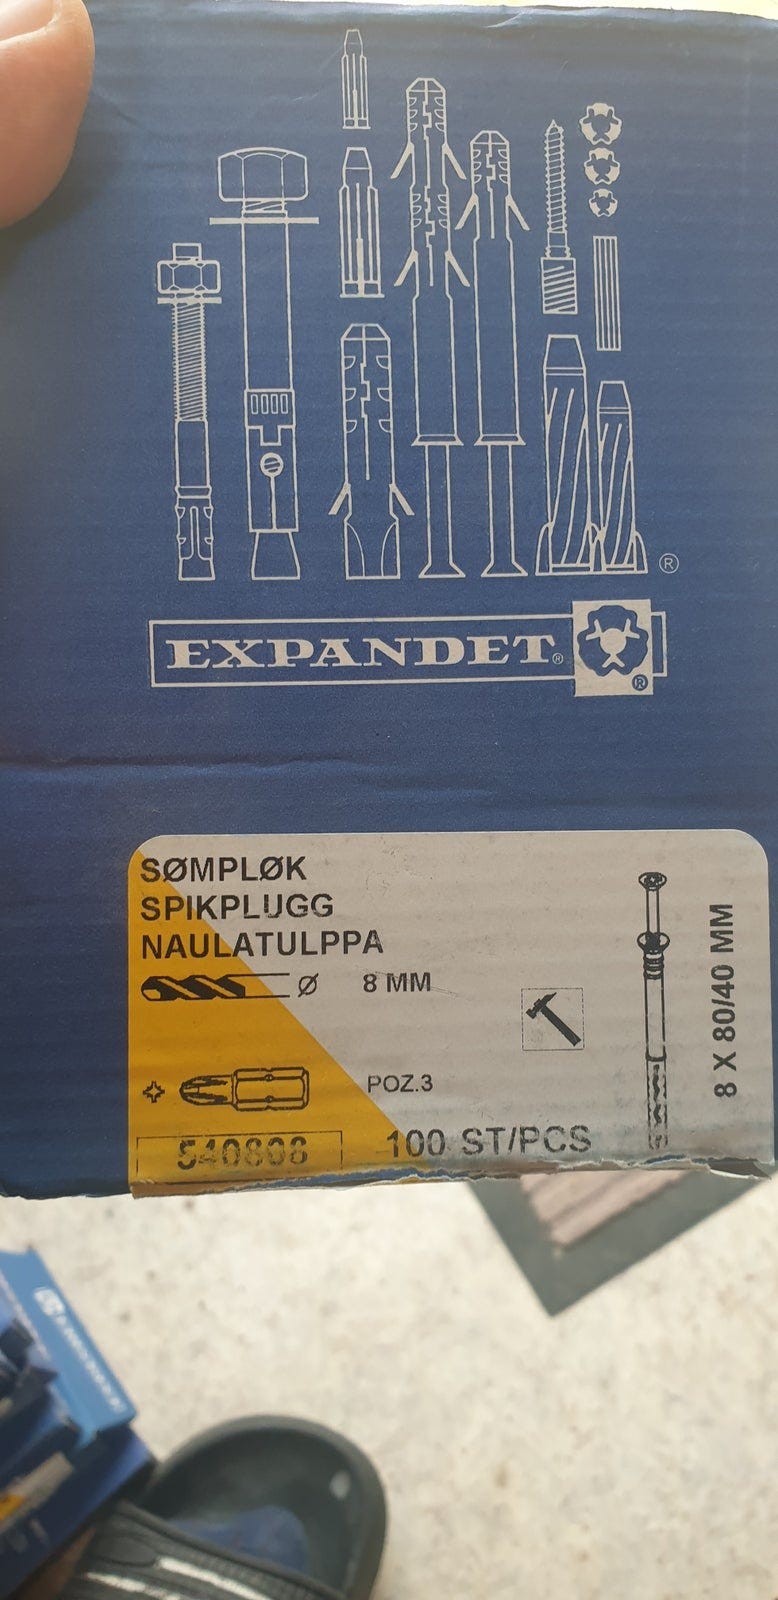 ®
EXPANDET®
®
SØMPLØK
SPIKPLUGG
NAULATULPPA
Ø 8 MM
POZ.3
540808 100 ST/PCS
8 X 80/40 MM